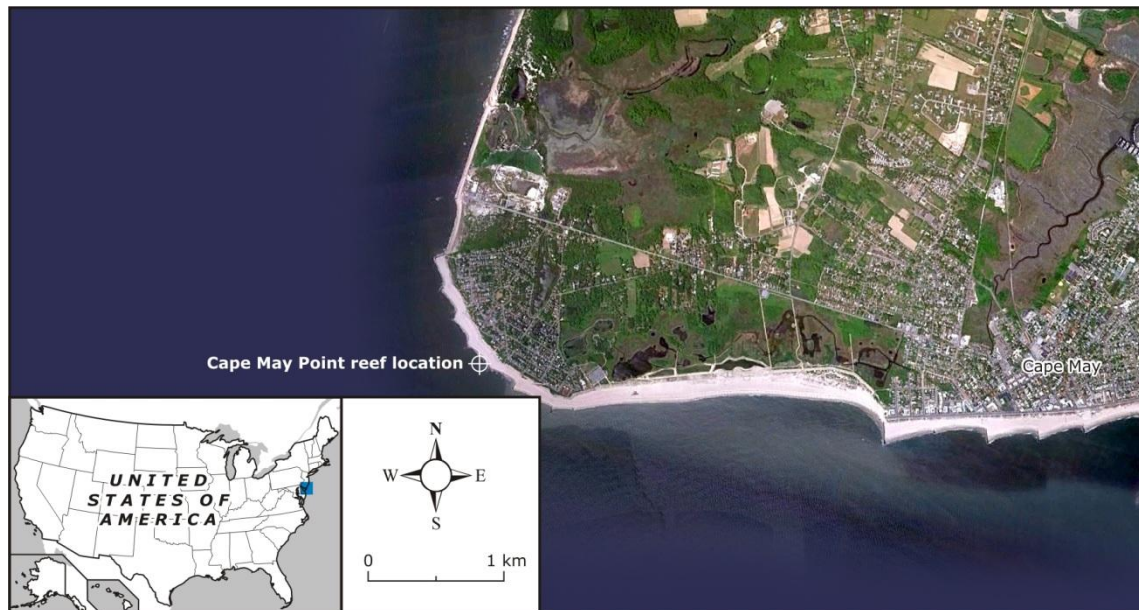 Cape May Point reef location
Cape May
UNITED
STATES OF
AMERICA
N
W E
S
0 1 km